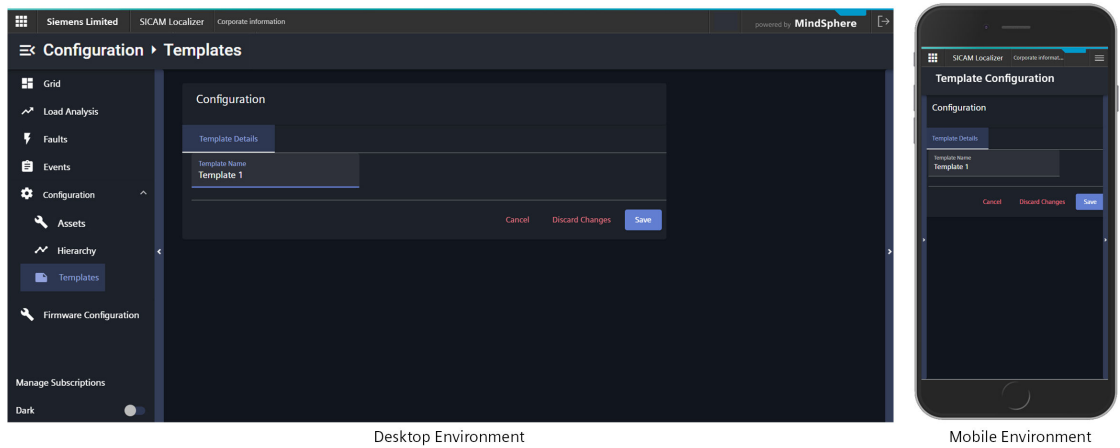 Siemens Limited SICAM Localizer Corporate information powered by MindSphere
Configuration Templates
Grid
Load Analysis
Faults
Events
Configuration
Assets
Hierarchy
Templates
Firmware Configuration
Manage Subscriptions
Dark
Configuration
Template Details
Template Name
Template 1
Cancel Discard Changes Save
Desktop Environment
SICAM Localizer Corporate informat...
Template Configuration
Configuration
Template Details
Template Name
Template 1
Cancel Discard Changes Save
Mobile Environment